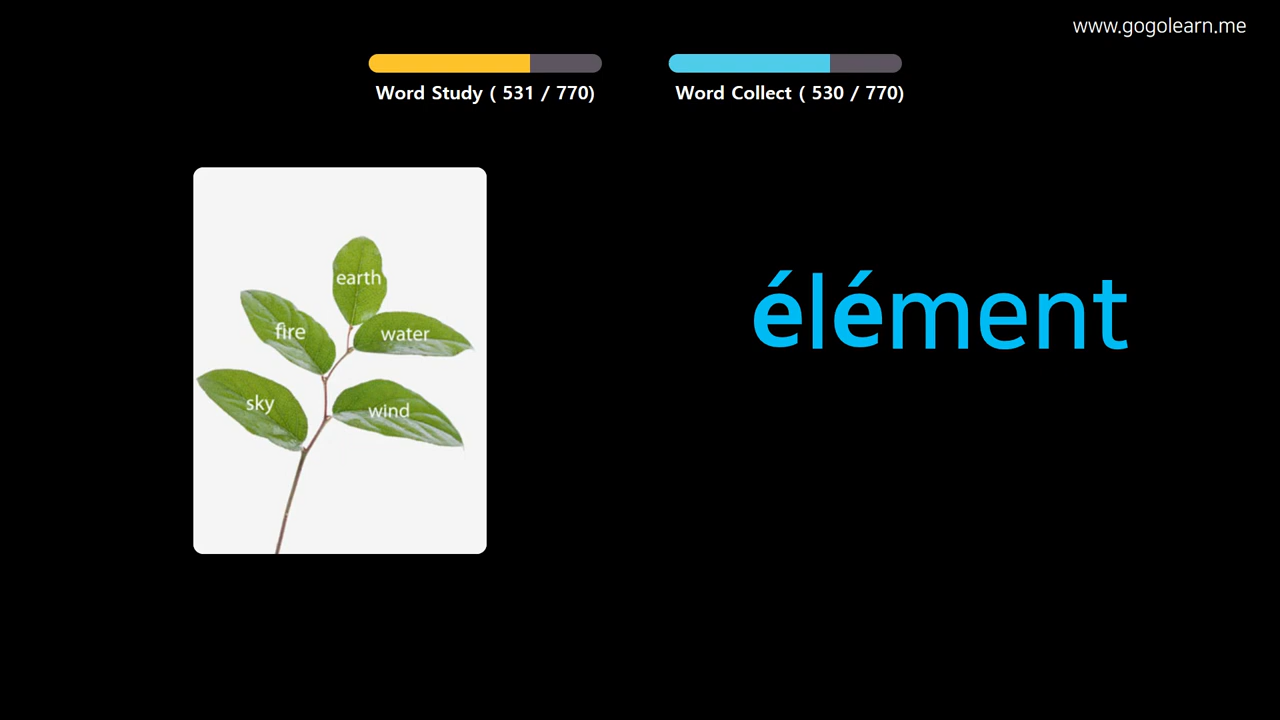 www.gogolearn.me
Word Study ( 531 / 770)
Word Collect ( 530 / 770)
earth
fire
water
sky
wind
élément